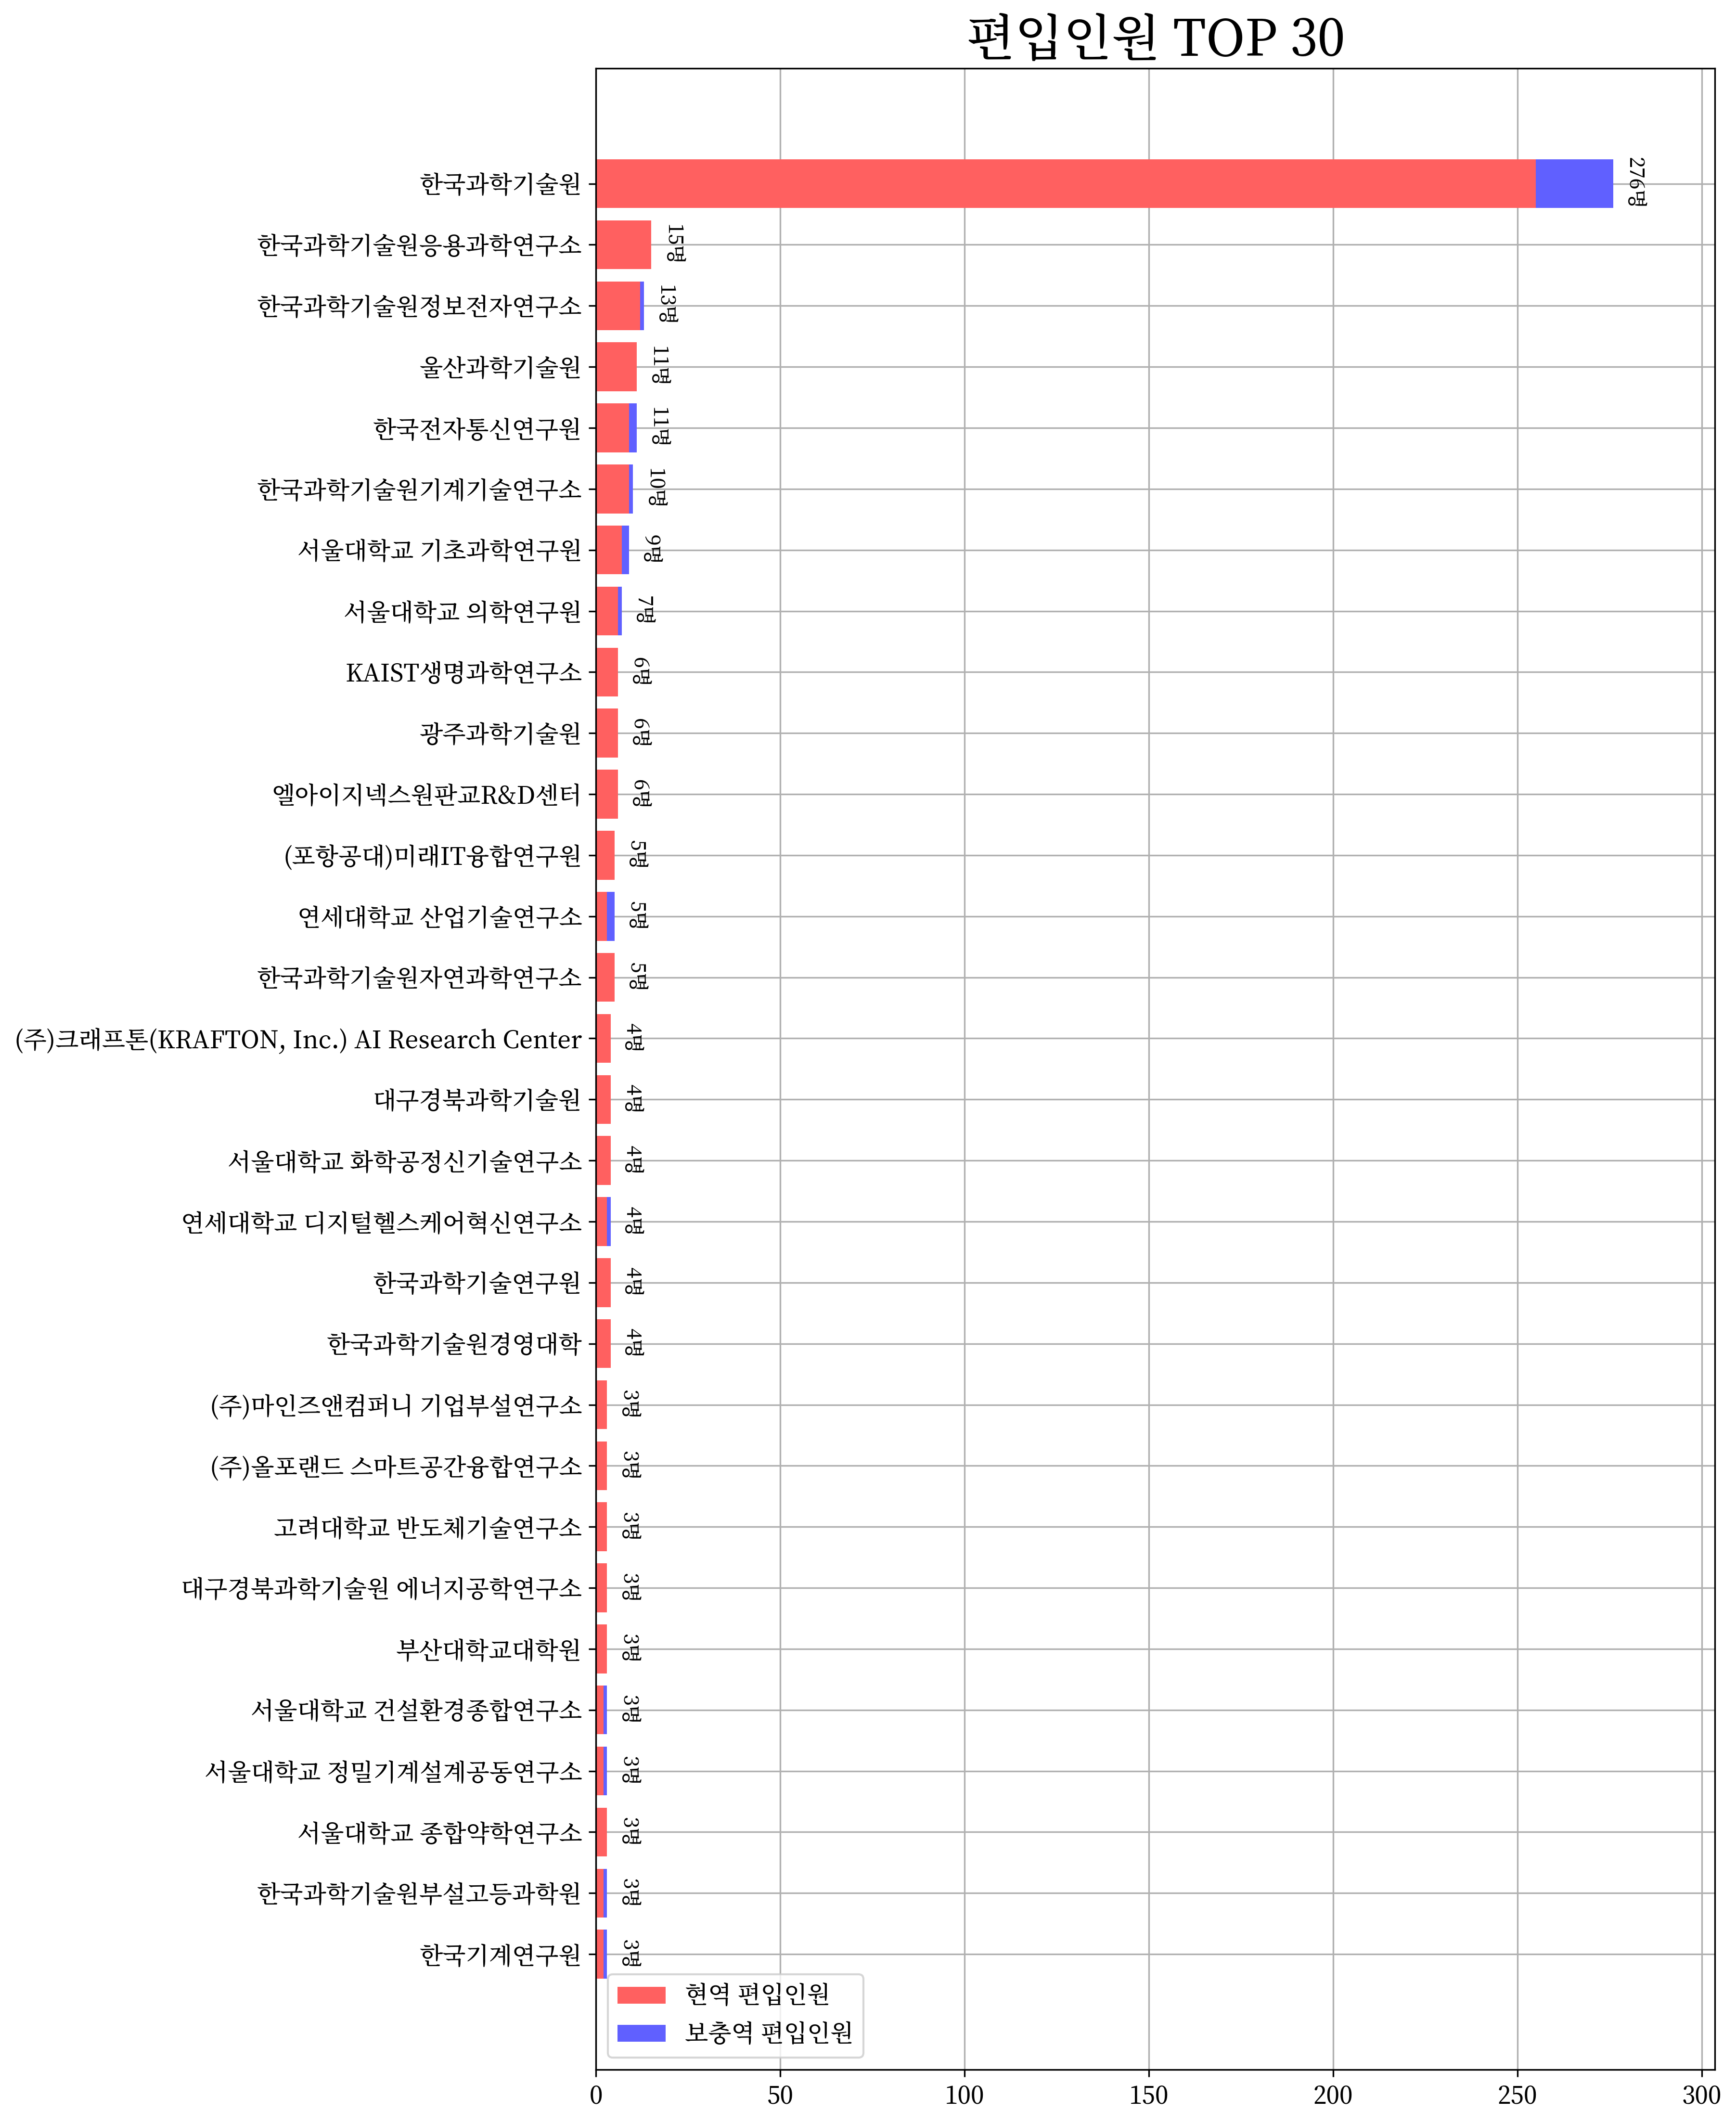 편입인원 TOP 30
한국과학기술원 276명
한국과학기술원응용과학연구소 15명
한국과학기술원정보전자연구소 13명
울산과학기술원 11명
한국전자통신연구원 11명
한국과학기술원기계기술연구소 10명
서울대학교 기초과학연구원 9명
서울대학교 의학연구원 7명
KAIST생명과학연구소 6명
광주과학기술원 6명
엘아이지넥스원판교R&D센터 6명
(포항공대)미래IT융합연구원 5명
연세대학교 산업기술연구소 5명
한국과학기술원자연과학연구소 5명
(주)크래프톤(KRAFTON, Inc.) AI Research Center 4명
대구경북과학기술원 4명
서울대학교 화학공정신기술연구소 4명
연세대학교 디지털헬스케어혁신연구소 4명
한국과학기술연구원 4명
한국과학기술원경영대학 4명
(주)마인즈앤컴퍼니 기업부설연구소 3명
(주)올포랜드 스마트공간융합연구소 3명
고려대학교 반도체기술연구소 3명
대구경북과학기술원 에너지공학연구소 3명
부산대학교대학원 3명
서울대학교 건설환경종합연구소 3명
서울대학교 정밀기계설계공동연구소 3명
서울대학교 종합약학연구소 3명
한국과학기술원부설고등과학원 3명
한국기계연구원 3명
현역 편입인원
보충역 편입인원
0 50 100 150 200 250 300